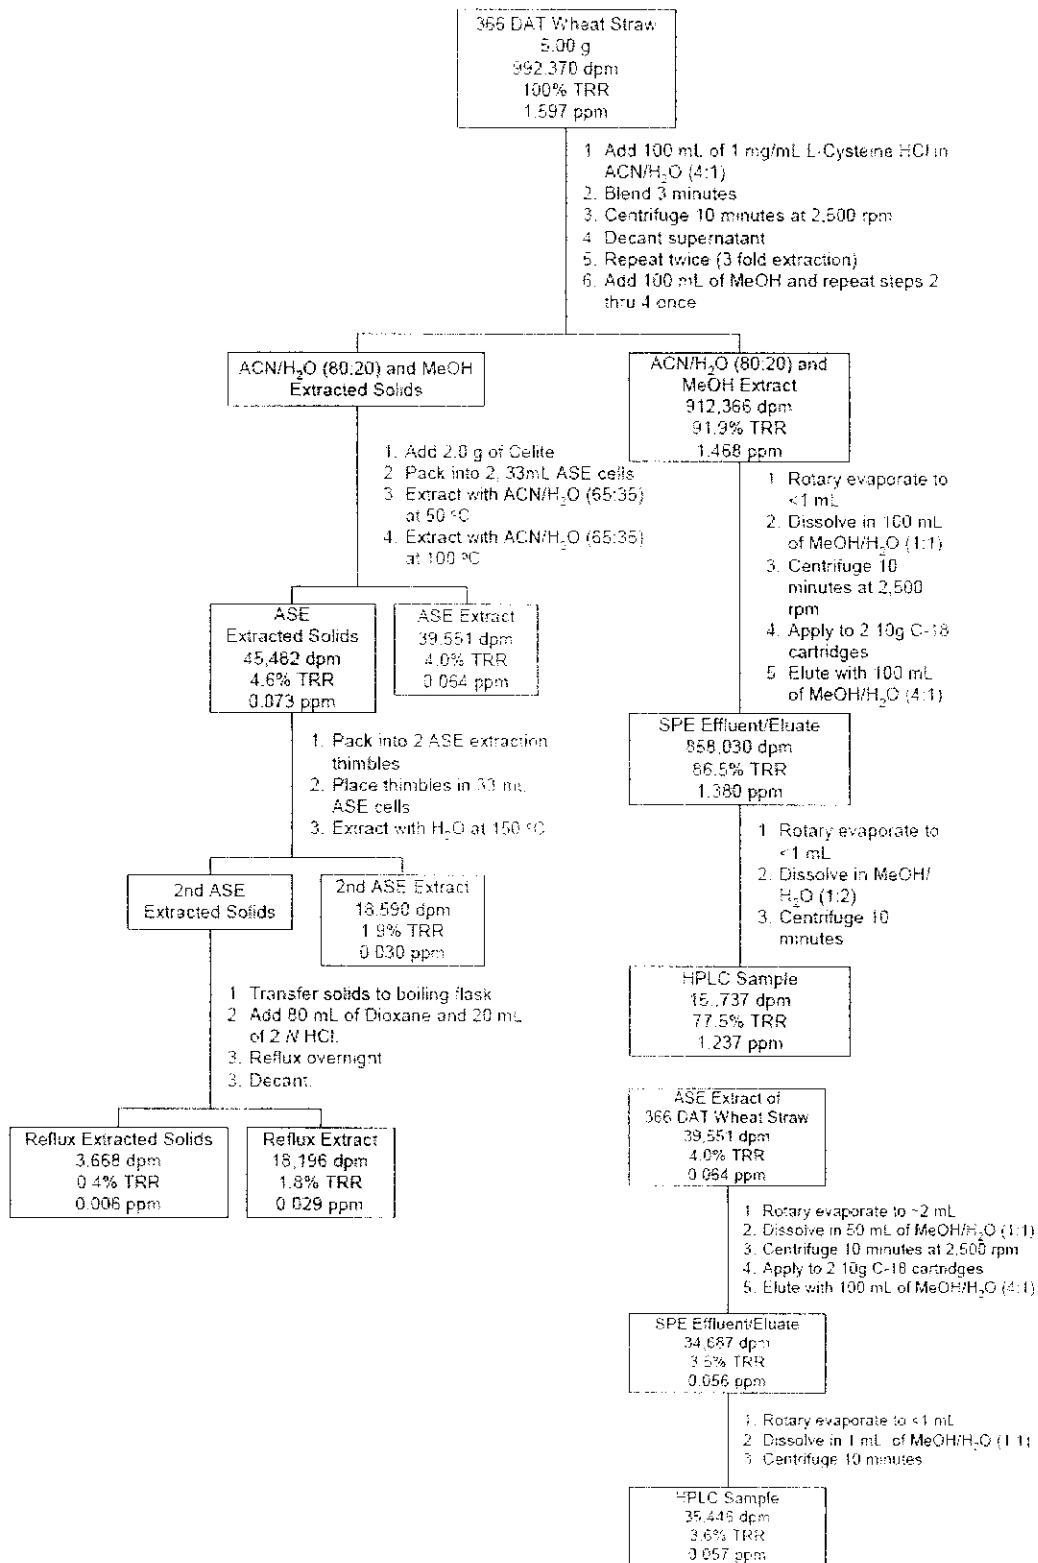 366 DAT Wheat Straw
5.00 g
992,370 dpm
100% TRR
1.597 ppm
1 Add 100 mL of 1 mg/mL L-Cysteine HCl in
ACN/H₂O (4:1)
2. Blend 3 minutes
3. Centrifuge 10 minutes at 2,500 rpm
4 Decant supernatant
5. Repeat twice (3 fold extraction)
6. Add 100 mL of MeOH and repeat steps 2
thru 4 once
ACN/H₂O (80:20) and MeOH
Extracted Solids
ACN/H₂O (80:20) and
MeOH Extract
912,366 dpm
91.9% TRR
1.468 ppm
1. Add 2.0 g of Celite
2 Pack into 2, 33mL ASE cells
3 Extract with ACN/H₂O (65:35)
at 50 ºC
4. Extract with ACN/H₂O (65:35)
at 100 ºC
1 Rotary evaporate to
<1 mL
2. Dissolve in 100 mL
of MeOH/H₂O (1:1)
3. Centrifuge 10
minutes at 2,500
rpm
4. Apply to 2 10g C-18
cartridges
5 Elute with 100 mL
of MeOH/H₂O (4:1)
ASE
Extracted Solids
45,482 dpm
4.6% TRR
0.073 ppm
ASE Extract
39,551 dpm
4.0% TRR
0.064 ppm
1. Pack into 2 ASE extraction
thimbles
2. Place thimbles in 33 mL
ASE cells
3. Extract with H₂O at 150 ºC
SPE Effluent/Eluate
858,030 dpm
86.5% TRR
1.380 ppm
1 Rotary evaporate to
<1 mL
2. Dissolve in MeOH/
H₂O (1:2)
3. Centrifuge 10
minutes
2nd ASE
Extracted Solids
2nd ASE Extract
18,590 dpm
1.9% TRR
0.030 ppm
1 Transfer solids to boiling flask
2 Add 80 mL of Dioxane and 20 mL
of 2 N HCl.
3. Reflux overnight
3. Decant.
HPLC Sample
dpm
77.5% TRR
1.237 ppm
Reflux Extracted Solids
3,668 dpm
0.4% TRR
0.006 ppm
Reflux Extract
18,196 dpm
1.8% TRR
0.029 ppm
ASE Extract of
366 DAT Wheat Straw
39,551 dpm
4.0% TRR
0.064 ppm
1 Rotary evaporate to ~2 mL
2. Dissolve in 50 mL of MeOH/H₂O (1:1)
3. Centrifuge 10 minutes at 2,500 rpm
4. Apply to 2 10g C-18 cartridges
5. Elute with 100 mL of MeOH/H₂O (4:1)
SPE Effluent/Eluate
34,687 dpm
3.5% TRR
0.056 ppm
1. Rotary evaporate to <1 mL
2 Dissolve in 1 mL of MeOH/H₂O (1:1)
3 Centrifuge 10 minutes
HPLC Sample
35,446 dpm
3.6% TRR
0.057 ppm